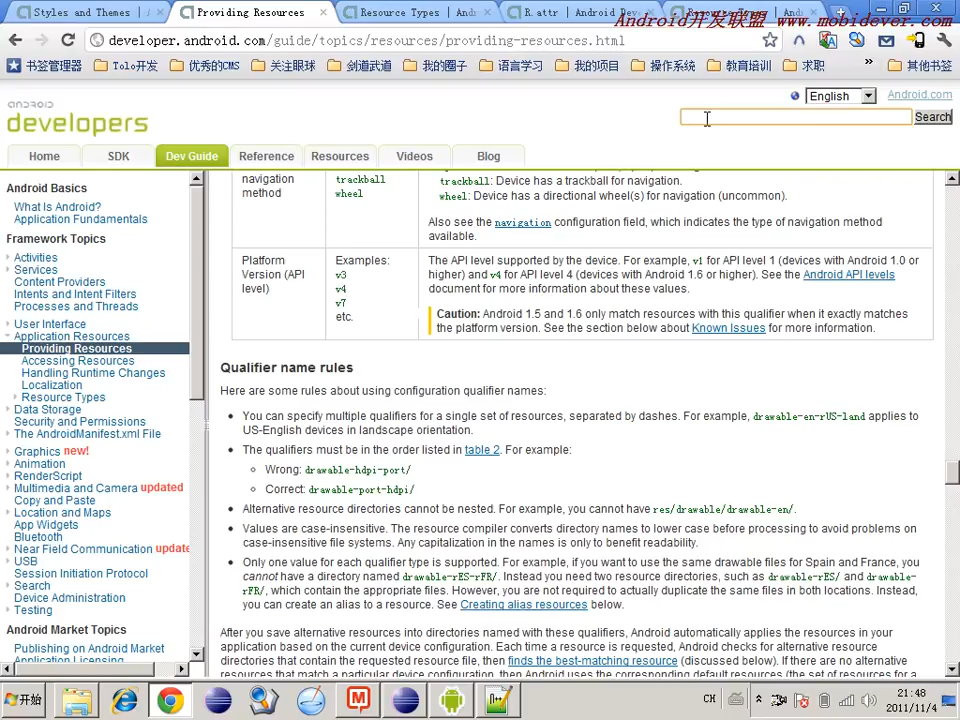 Styles and Themes
Providing Resources
Resource Types | And
R.attr | Android De
Android开发联盟 www.mobidever.com
developer.android.com/guide/topics/resources/providing-resources.html
书签管理器 Tolo开发 优秀的CMS 关注眼球 剑道武道 我的圈子 语言学习 我的项目 操作系统 教育培训 求职 » 其他书签
android
developers
English Android.com
Search
Home SDK Dev Guide Reference Resources Videos Blog
Android Basics
What Is Android?
Application Fundamentals
Framework Topics
Activities
Services
Content Providers
Intents and Intent Filters
Processes and Threads
User Interface
Application Resources
Providing Resources
Accessing Resources
Handling Runtime Changes
Localization
Resource Types
Data Storage
Security and Permissions
The AndroidManifest.xml File
Graphics new!
Animation
RenderScript
Multimedia and Camera updated
Copy and Paste
Location and Maps
App Widgets
Bluetooth
Near Field Communication update
USB
Session Initiation Protocol
Search
Device Administration
Testing
Android Market Topics
Publishing on Android Market
Application Licensing
navigation
method
trackball
wheel
trackball: Device has a trackball for navigation.
wheel: Device has a directional wheel(s) for navigation (uncommon).
Also see the navigation configuration field, which indicates the type of navigation method
available.
Platform
Version (API
level)
Examples:
v3
v4
v7
etc.
The API level supported by the device. For example, v1 for API level 1 (devices with Android 1.0 or
higher) and v4 for API level 4 (devices with Android 1.6 or higher). See the Android API levels
document for more information about these values.
Caution: Android 1.5 and 1.6 only match resources with this qualifier when it exactly matches
the platform version. See the section below about Known Issues for more information.
Qualifier name rules
Here are some rules about using configuration qualifier names:
• You can specify multiple qualifiers for a single set of resources, separated by dashes. For example, drawable-en-rUS-land applies to
US-English devices in landscape orientation.
• The qualifiers must be in the order listed in table 2. For example:
○ Wrong: drawable-hdpi-port/
○ Correct: drawable-port-hdpi/
• Alternative resource directories cannot be nested. For example, you cannot have res/drawable/drawable-en/.
• Values are case-insensitive. The resource compiler converts directory names to lower case before processing to avoid problems on
case-insensitive file systems. Any capitalization in the names is only to benefit readability.
• Only one value for each qualifier type is supported. For example, if you want to use the same drawable files for Spain and France, you
cannot have a directory named drawable-rES-rFR/. Instead you need two resource directories, such as drawable-rES/ and drawable-
rFR/, which contain the appropriate files. However, you are not required to actually duplicate the same files in both locations. Instead,
you can create an alias to a resource. See Creating alias resources below.
After you save alternative resources into directories named with these qualifiers, Android automatically applies the resources in your
application based on the current device configuration. Each time a resource is requested, Android checks for alternative resource
directories that contain the requested resource file, then finds the best-matching resource (discussed below). If there are no alternative
resources that match a particular device configuration, then Android uses the corresponding default resources (the set of resources for a
开始
CH
21:48
2011/11/4